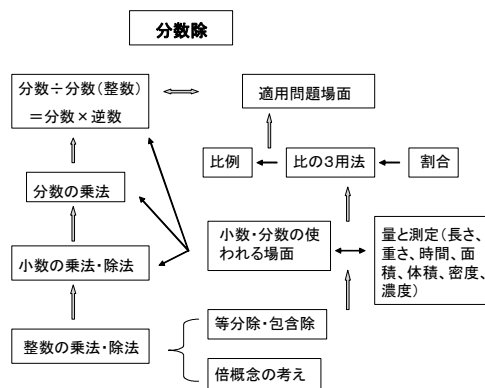 分数除
分数÷分数(整数)
＝分数×逆数
適用問題場面
比例
比の３用法
割合
分数の乗法
小数・分数の使
われる場面
量と測定(長さ、
重さ、時間、面
積、体積、密度、
濃度)
小数の乗法・除法
等分除・包含除
整数の乗法・除法
倍概念の考え